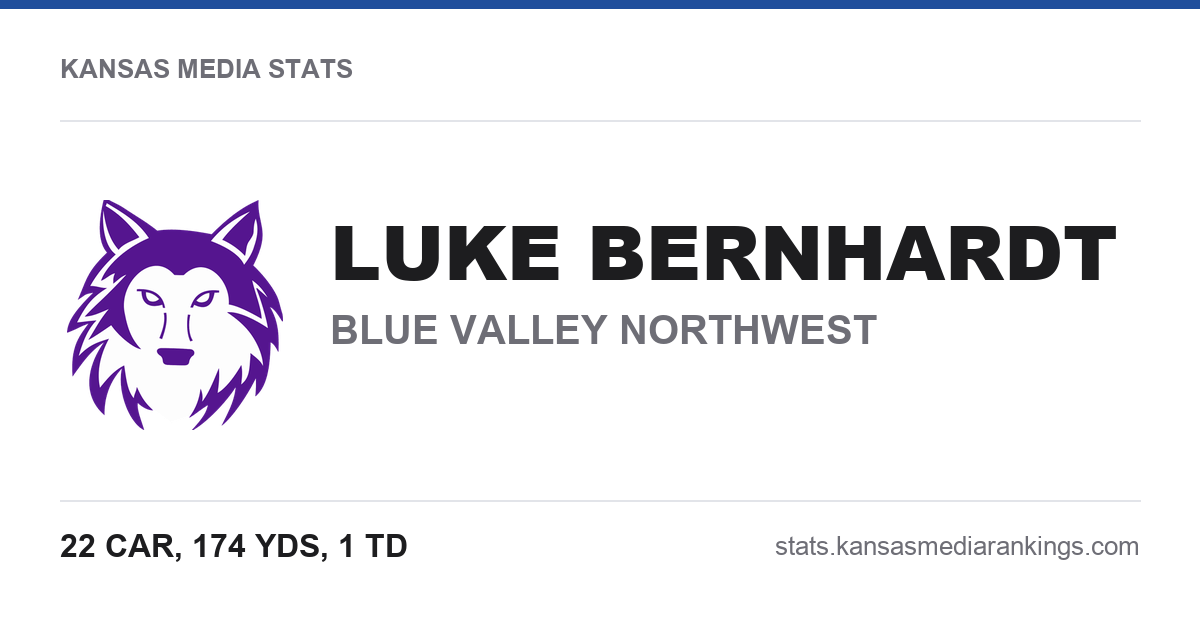 KANSAS MEDIA STATS
LUKE BERNHARDT
BLUE VALLEY NORTHWEST
22 CAR, 174 YDS, 1 TD
stats.kansasmediarankings.com